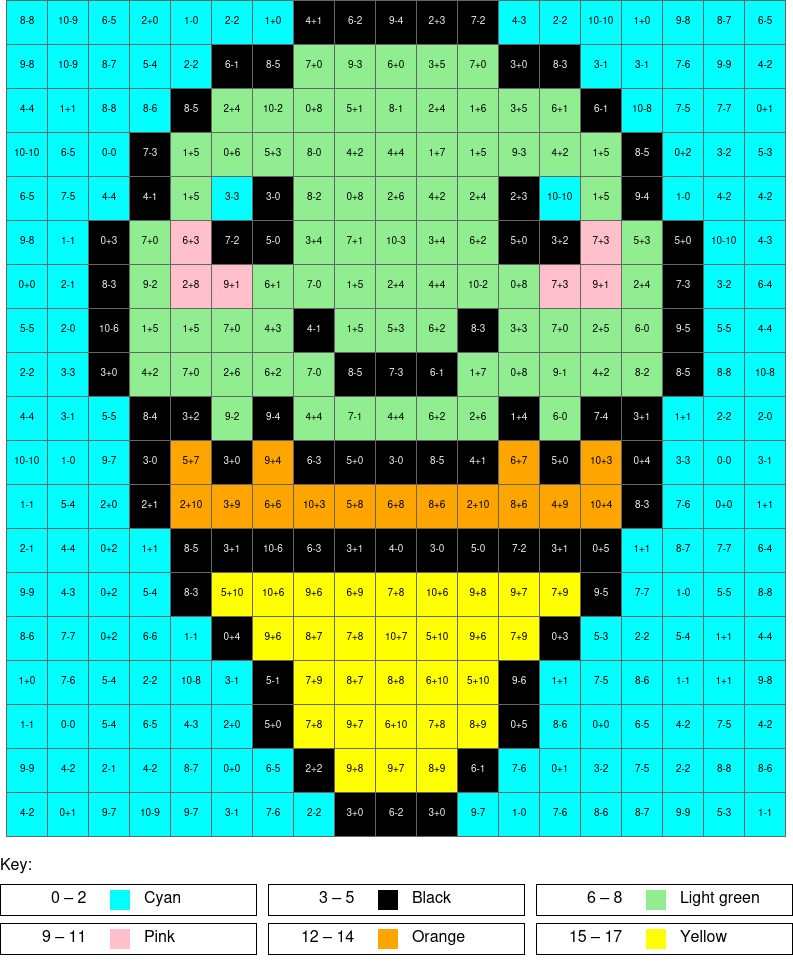 8-8 10-9 6-5 2+0 1-0 2-2 1+0 4+1 6-2 9-4 2+3 7-2 4-3 2-2 10-10 1+0 9-8 8-7 6-5
9-8 10-9 8-7 5-4 2-2 6-1 8-5 7+0 9-3 6+0 3+5 7+0 3+0 8-3 3-1 3-1 7-6 9-9 4-2
4-4 1+1 8-8 8-6 8-5 2+4 10-2 0+8 5+1 8-1 2+4 1+6 3+5 6+1 6-1 10-8 7-5 7-7 0+1
10-10 6-5 0-0 7-3 1+5 0+6 5+3 8-0 4+2 4+4 1+7 1+5 9-3 4+2 1+5 8-5 0+2 3-2 5-3
6-5 7-5 4-4 4-1 1+5 3-3 3-0 8-2 0+8 2+6 4+2 2+4 2+3 10-10 1+5 9-4 1-0 4-2 4-2
9-8 1-1 0+3 7+0 6+3 7-2 5-0 3+4 7+1 10-3 3+4 6+2 5+0 3+2 7+3 5+3 5+0 10-10 4-3
0+0 2-1 8-3 9-2 2+8 9+1 6+1 7-0 1+5 2+4 4+4 10-2 0+8 7+3 9+1 2+4 7-3 3-2 6-4
5-5 2-0 10-6 1+5 1+5 7+0 4+3 4-1 1+5 5+3 6+2 8-3 3+3 7+0 2+5 6-0 9-5 5-5 4-4
2-2 3-3 3+0 4+2 7+0 2+6 6+2 7-0 8-5 7-3 6-1 1+7 0+8 9-1 4+2 8-2 8-5 8-8 10-8
4-4 3-1 5-5 8-4 3+2 9-2 9-4 4+4 7-1 4+4 6+2 2+6 1+4 6-0 7-4 3+1 1+1 2-2 2-0
10-10 1-0 9-7 3-0 5+7 3+0 9+4 6-3 5+0 3-0 8-5 4+1 6+7 5+0 10+3 0+4 3-3 0-0 3-1
1-1 5-4 2+0 2+1 2+10 3+9 6+6 10+3 5+8 6+8 8+6 2+10 8+6 4+9 10+4 8-3 7-6 0+0 1+1
2-1 4-4 0+2 1+1 8-5 3+1 10-6 6-3 3+1 4-0 3-0 5-0 7-2 3+1 0+5 1+1 8-7 7-7 6-4
9-9 4-3 0+2 5-4 8-3 5+10 10+6 9+6 6+9 7+8 10+6 9+8 9+7 7+9 9-5 7-7 1-0 5-5 8-8
8-6 7-7 0+2 6-6 1-1 0+4 9+6 8+7 7+8 10+7 5+10 9+6 7+9 0+3 5-3 2-2 5-4 1+1 4-4
1+0 7-6 5-4 2-2 10-8 3-1 5-1 7+9 8+7 8+8 6+10 5+10 9-6 1+1 7-5 8-6 1-1 1+1 9-8
1-1 0-0 5-4 6-5 4-3 2+0 5+0 7+8 9+7 6+10 7+8 8+9 0+5 8-6 0+0 6-5 4-2 7-5 4-2
9-9 4-2 2-1 4-2 8-7 0+0 6-5 2+2 9+8 9+7 8+9 6-1 7-6 0+1 3-2 7-5 2-2 8-8 8-6
4-2 0+1 9-7 10-9 9-7 3-1 7-6 2-2 3+0 6-2 3+0 9-7 1-0 7-6 8-6 8-7 9-9 5-3 1-1
Key:
0 – 2 Cyan 3 – 5 Black 6 – 8 Light green
9 – 11 Pink 12 – 14 Orange 15 – 17 Yellow